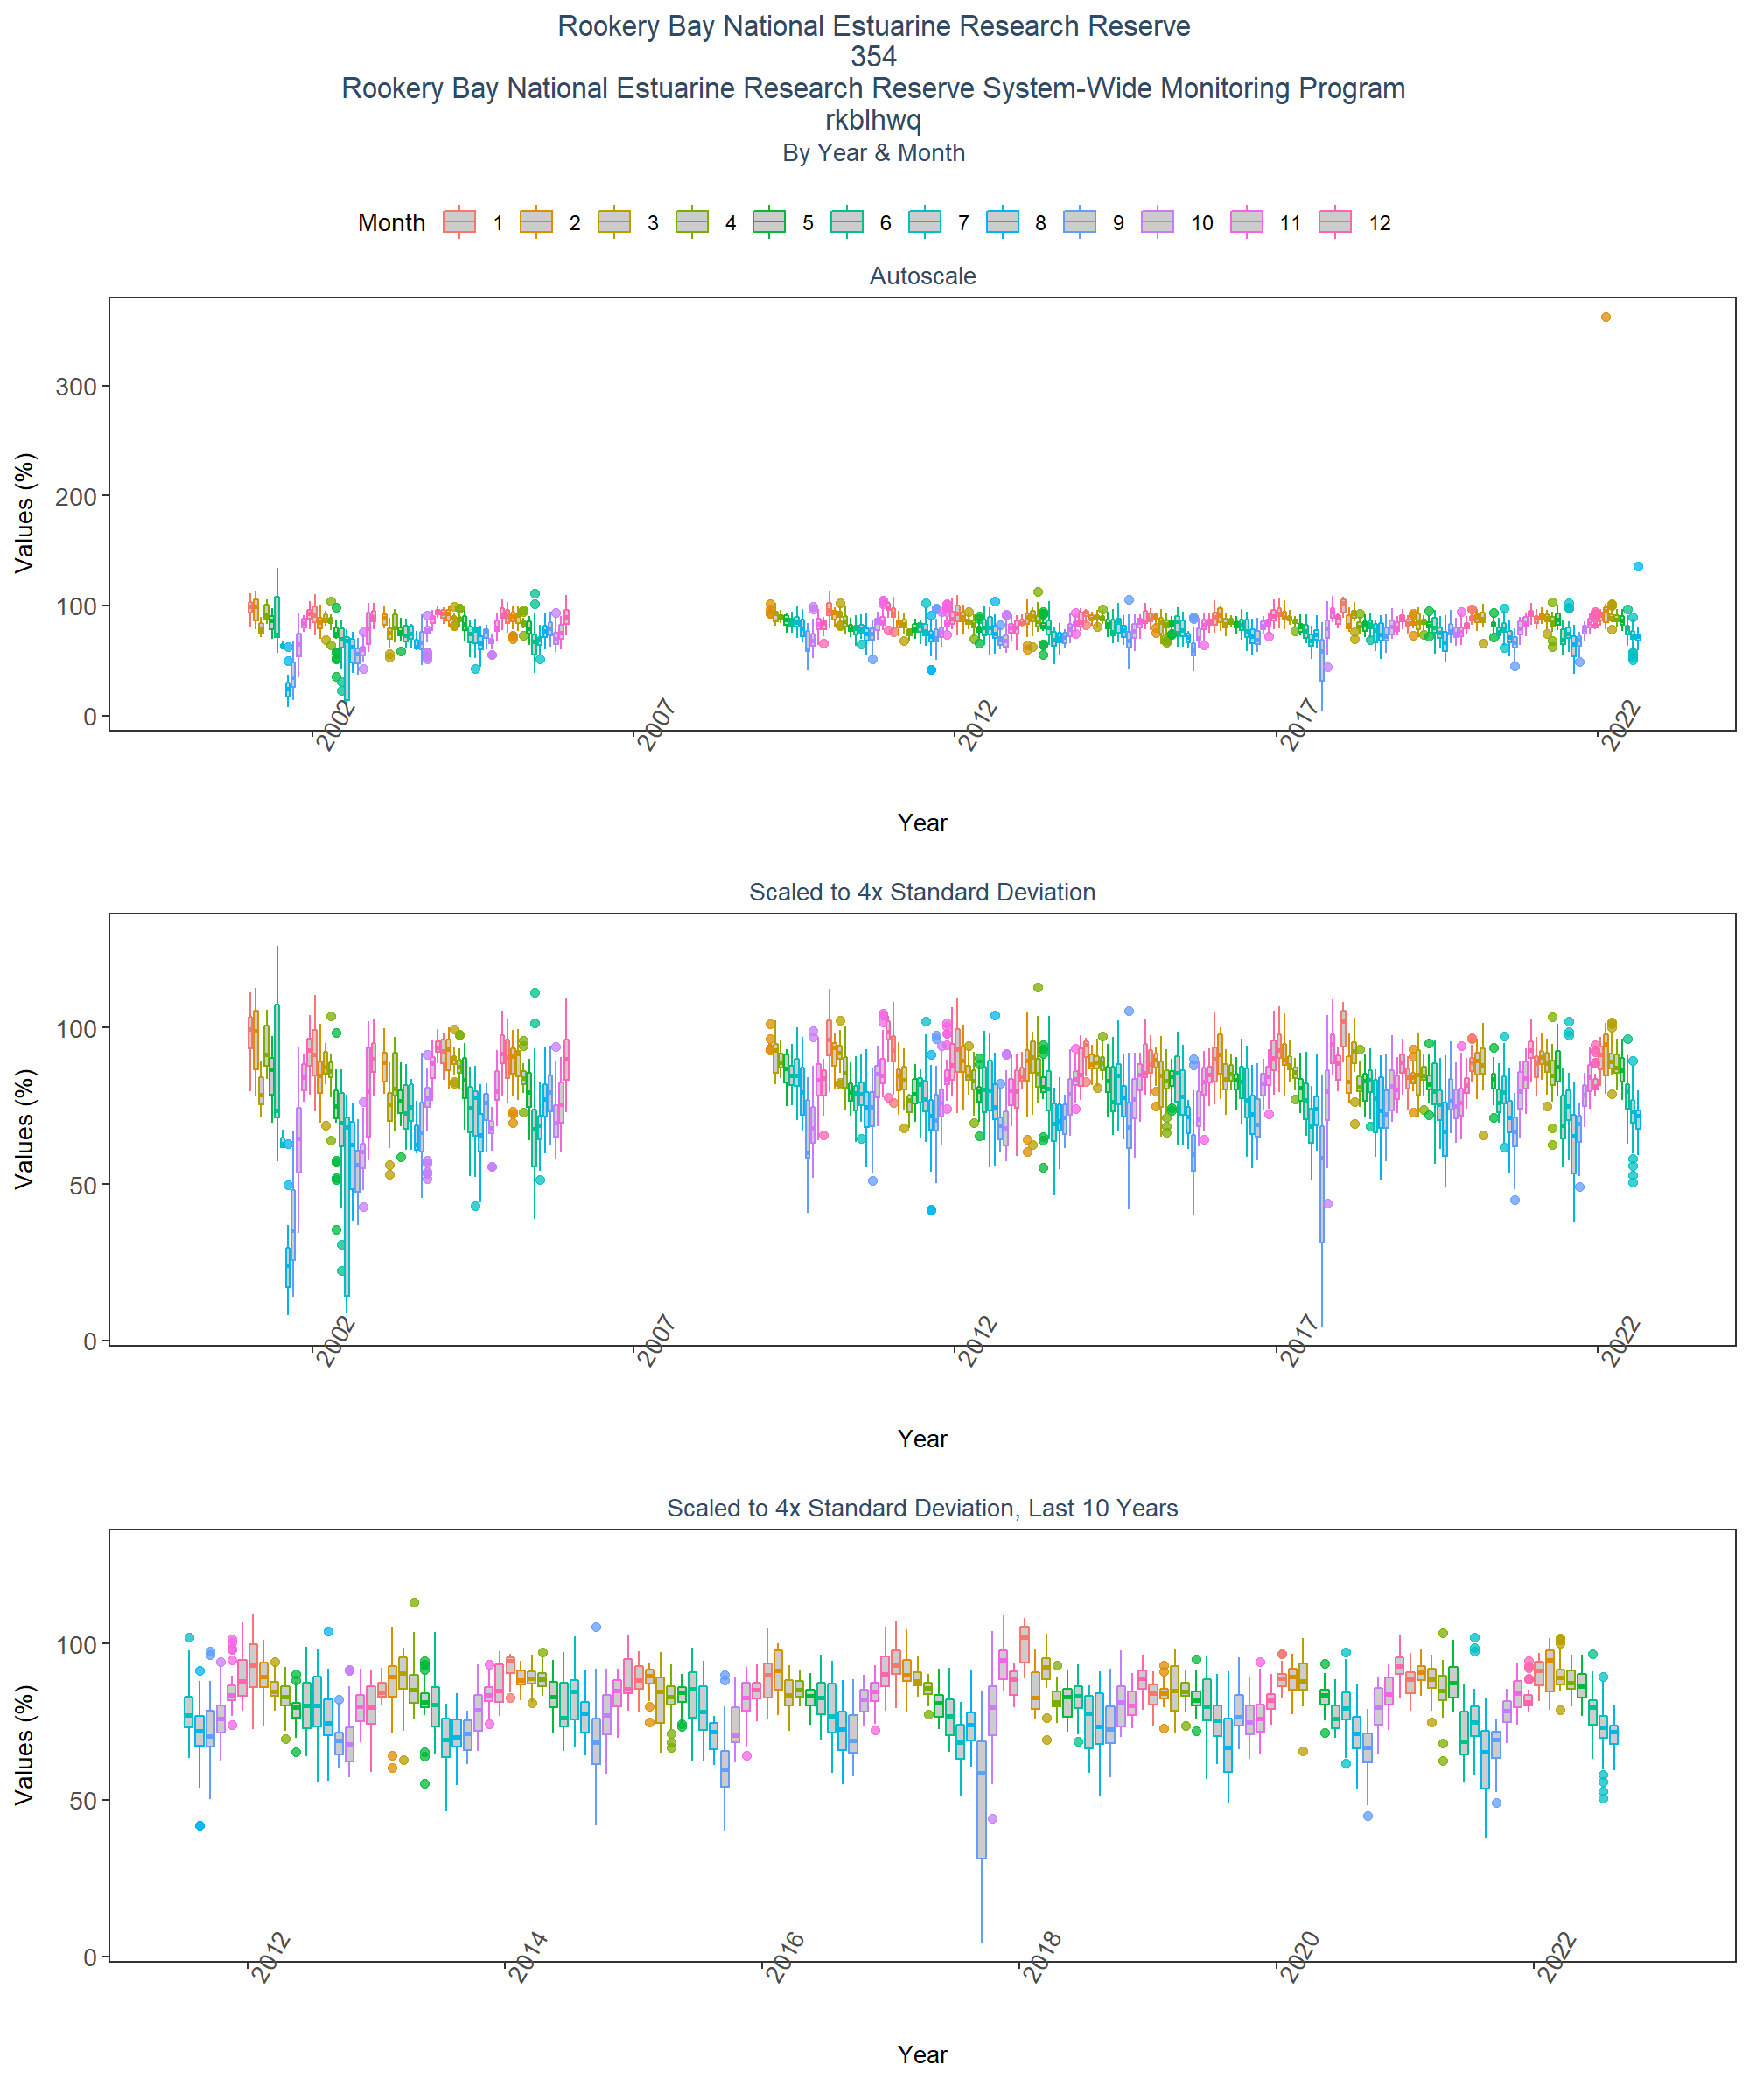 Rookery Bay National Estuarine Research Reserve
354
Rookery Bay National Estuarine Research Reserve System-Wide Monitoring Program
rkblhwq
By Year & Month
Month 1 2 3 4 5 6 7 8 9 10 11 12
Autoscale
Values (%)
300
200
100
0
2002 2007 2012 2017 2022
Year
Scaled to 4x Standard Deviation
Values (%)
100
50
0
2002 2007 2012 2017 2022
Year
Scaled to 4x Standard Deviation, Last 10 Years
Values (%)
100
50
0
2012 2014 2016 2018 2020 2022
Year